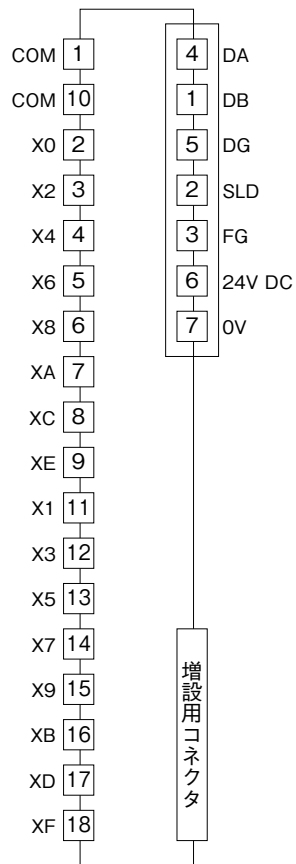 COM 1
COM 10
X0 2
X2 3
X4 4
X6 5
X8 6
XA 7
XC 8
XE 9
X1 11
X3 12
X5 13
X7 14
X9 15
XB 16
XD 17
XF 18
4 DA
1 DB
5 DG
2 SLD
3 FG
6 24V DC
7 0V
増設用コネクタ